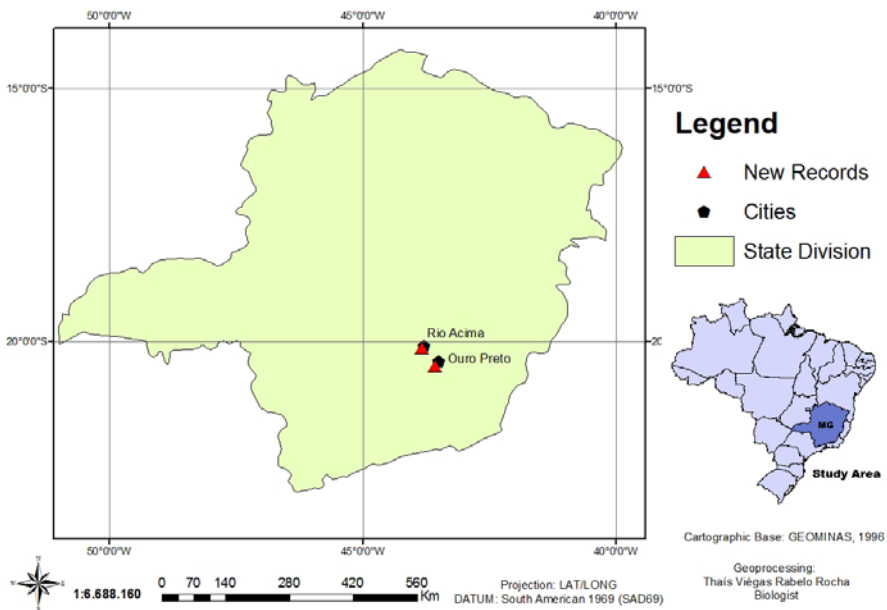 50°0'0"W
45°0'0"W
40°0'0"W
15°0'0"S
15°0'0"S
Legend
New Records
Cities
State Division
Rio Acima
20°0'0"S
20
Ouro Preto
MG
Study Area
Cartographic Base: GEOMINAS, 1996
50°0'0"W
45°0'0"W
40°0'0"W
Geoprocessing:
Thaís Viégas Rabelo Rocha
Biologist
N
S
1:6.688.160
0 70 140 280 420 560
Km
Projection: LAT/LONG
DATUM: South American 1969 (SAD69)